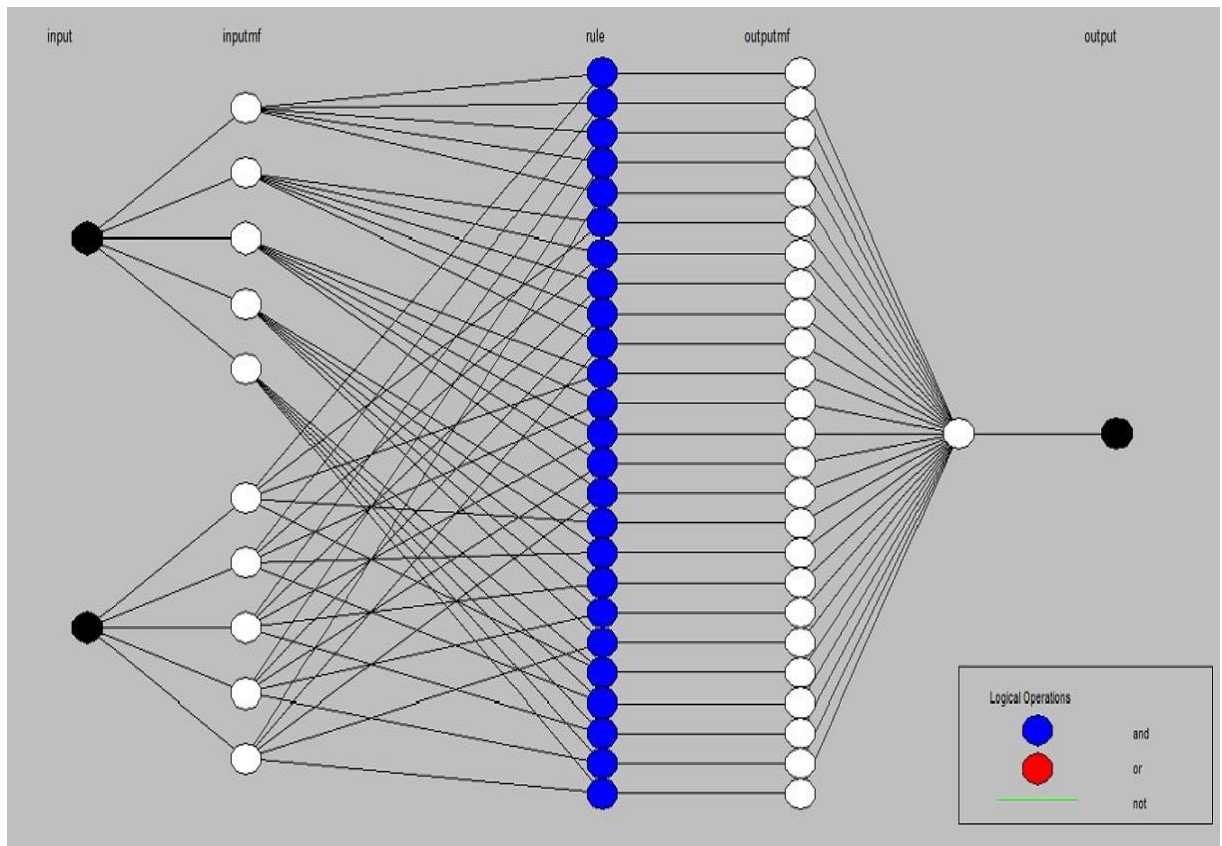 input inputmf rule outputmf output
Logical Operations
and
or
not